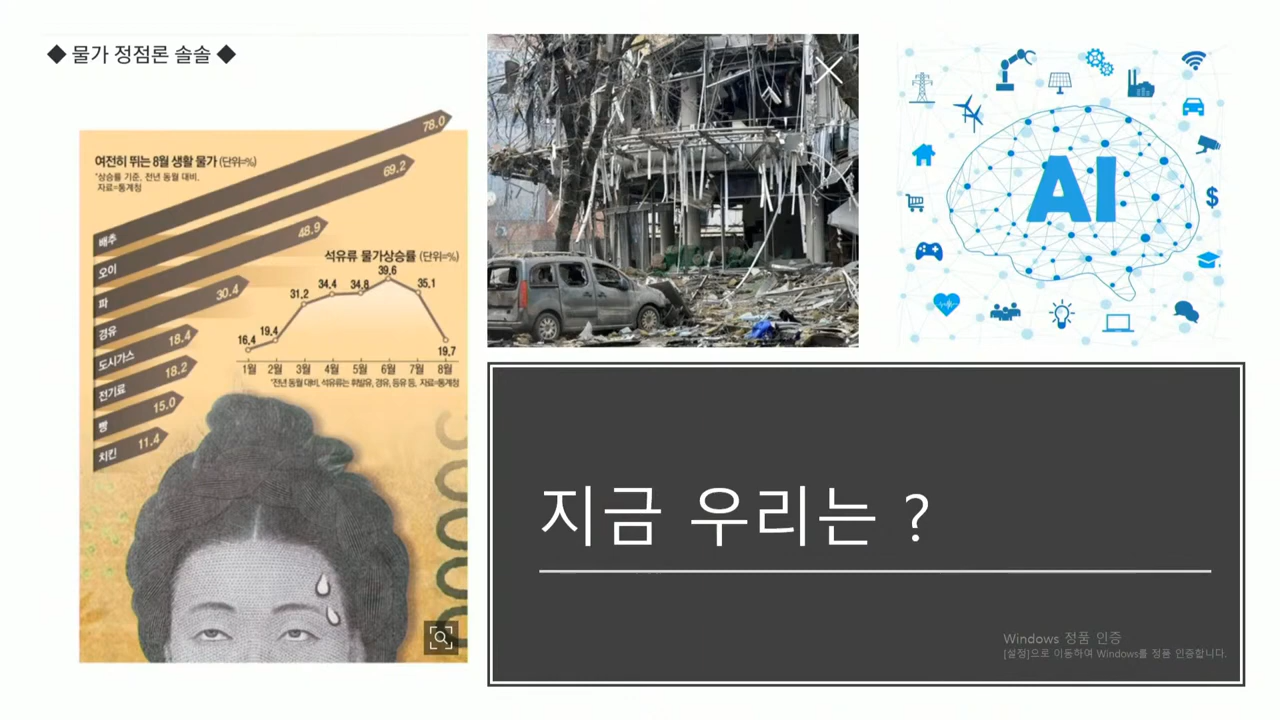 ◆ 물가 정점론 솔솔 ◆
여전히 뛰는 8월 생활 물가 (단위=%)
*상승률 기준, 전년 동월 대비.
자료=통계청
배추 78.0
오이 69.2
파 48.9
경유 30.4
도시가스 18.4
전기료 18.2
빵 15.0
치킨 11.4
석유류 물가상승률 (단위=%)
16.4 19.4 31.2 34.4 34.8 39.6 35.1 19.7
1월 2월 3월 4월 5월 6월 7월 8월
*전년 동월 대비, 석유류는 휘발유, 경유, 등유 등, 자료=통계청
AI
$
지금 우리는 ?
Windows 정품 인증
[설정]으로 이동하여 Windows를 정품 인증합니다.